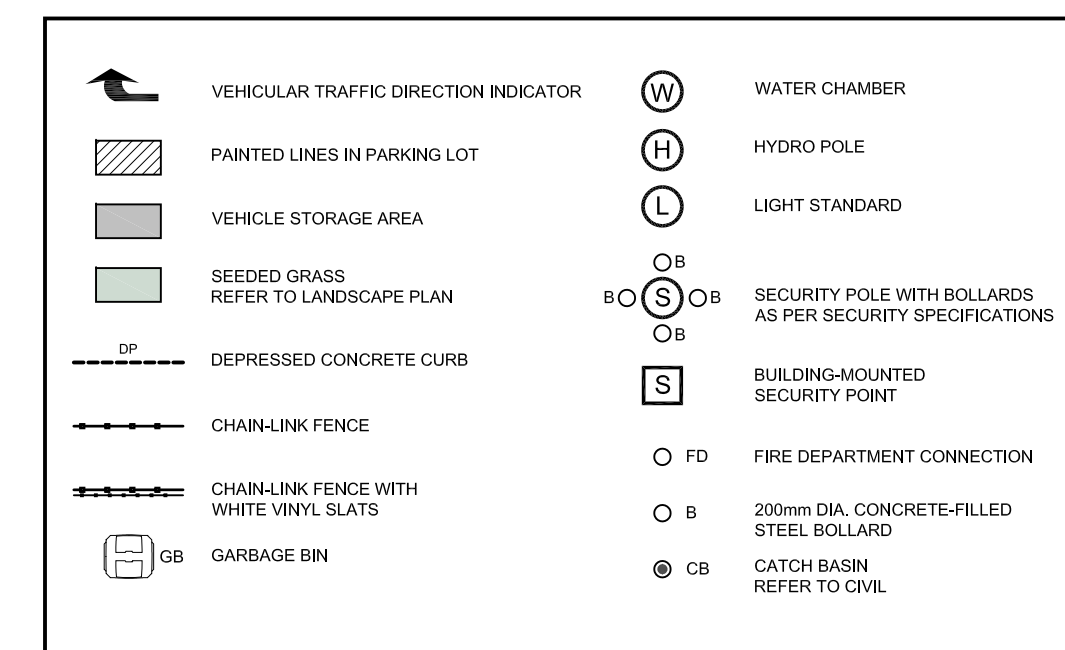 VEHICULAR TRAFFIC DIRECTION INDICATOR
PAINTED LINES IN PARKING LOT
VEHICLE STORAGE AREA
SEEDED GRASS
REFER TO LANDSCAPE PLAN
DP
DEPRESSED CONCRETE CURB
CHAIN-LINK FENCE
CHAIN-LINK FENCE WITH
WHITE VINYL SLATS
GB GARBAGE BIN
W WATER CHAMBER
H HYDRO POLE
L LIGHT STANDARD
B
B S B
B
SECURITY POLE WITH BOLLARDS
AS PER SECURITY SPECIFICATIONS
S
BUILDING-MOUNTED
SECURITY POINT
FD FIRE DEPARTMENT CONNECTION
B 200mm DIA. CONCRETE-FILLED
STEEL BOLLARD
CB CATCH BASIN
REFER TO CIVIL